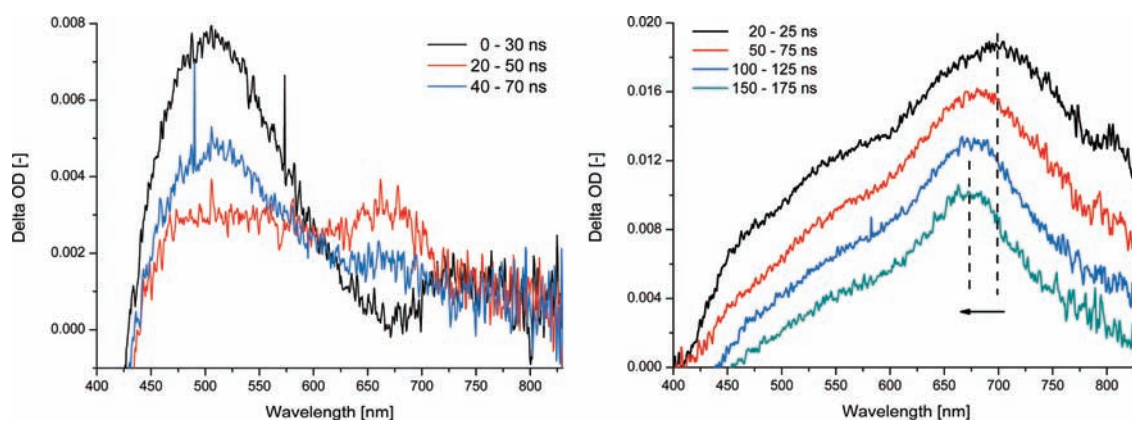 0.008
0.006
0.004
0.002
0.000
Delta OD [-]
0 - 30 ns
20 - 50 ns
40 - 70 ns
400 450 500 550 600 650 700 750 800
Wavelength [nm]
0.020
0.016
0.012
0.008
0.004
0.000
Delta OD [-]
20 - 25 ns
50 - 75 ns
100 - 125 ns
150 - 175 ns
400 450 500 550 600 650 700 750 800
Wavelength [nm]